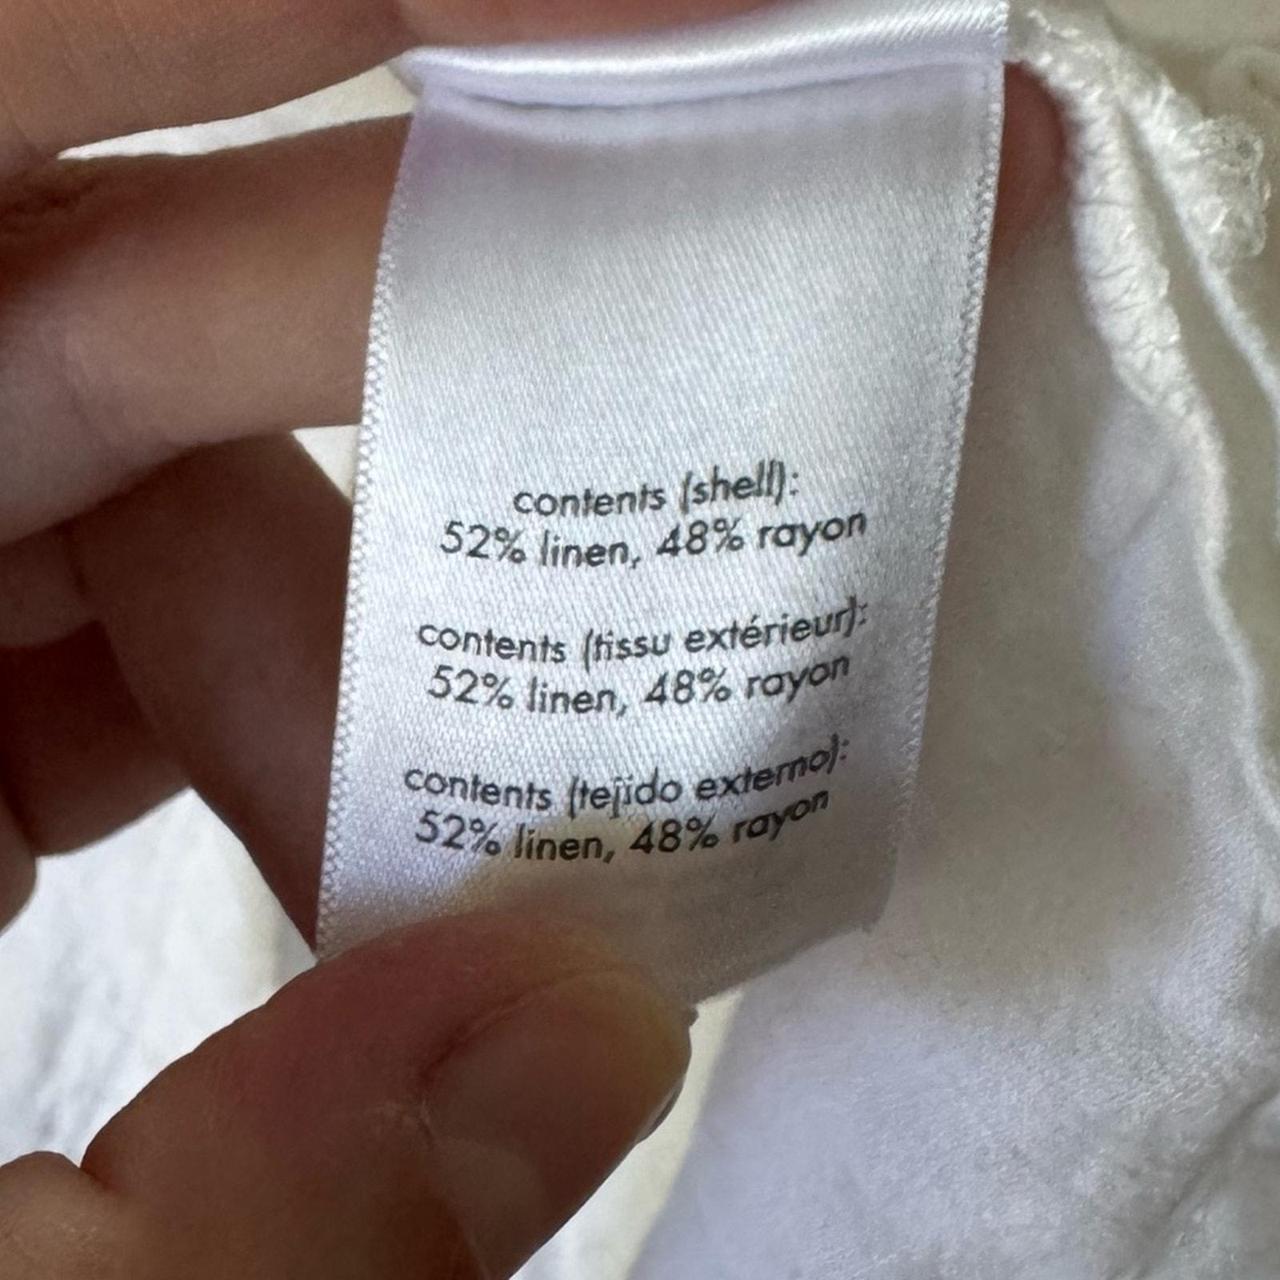 contents (shell):
52% linen, 48% rayon
contents (tissu extérieur):
52% linen, 48% rayon
contents (tejido externo):
52% linen, 48% rayon